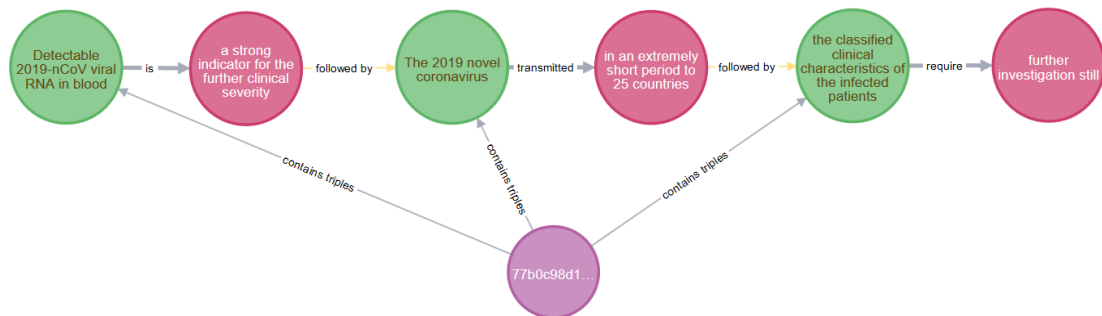 Detectable
2019-nCoV viral
RNA in blood
is
a strong
indicator for the
further clinical
severity
followed by
The 2019 novel
coronavirus
transmitted
in an extremely
short period to
25 countries
followed by
the classified
clinical
characteristics of
the infected
patients
require
further
investigation still
contains triples
contains triples
contains triples
77b0c98d1…